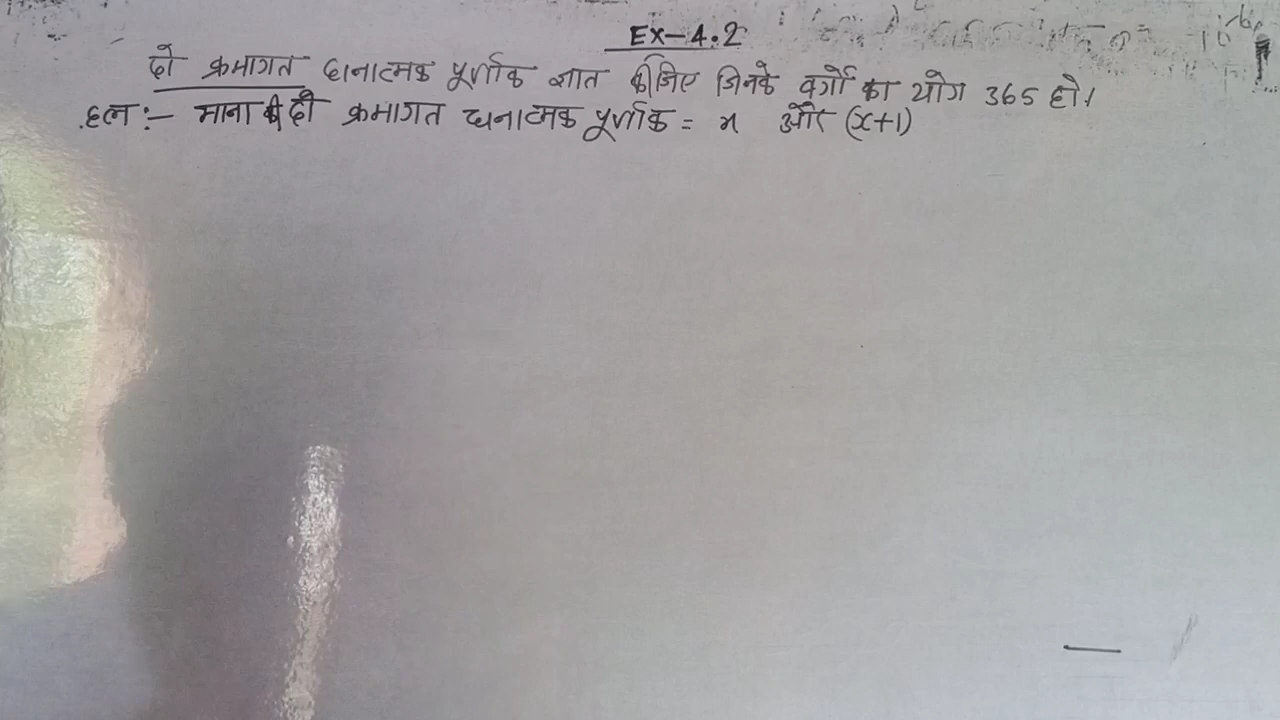 Ex-4.2
दो क्रमागत धनात्मक पूर्णांक ज्ञात कीजिए जिनके वर्गों का योग 365 हो।
हल:- माना की दो क्रमागत धनात्मक पूर्णांक = x और (x+1)